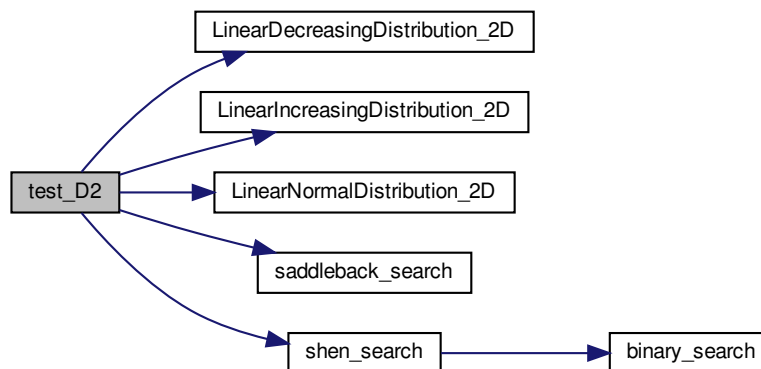 LinearDecreasingDistribution_2D
LinearIncreasingDistribution_2D
test_D2
LinearNormalDistribution_2D
saddleback_search
shen_search
binary_search